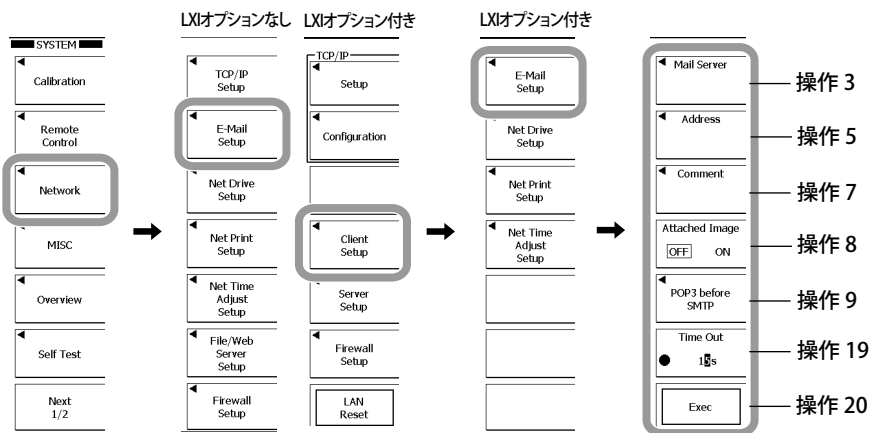 LXIオプションなし
LXIオプション付き
LXIオプション付き
SYSTEM
Calibration
Remote
Control
Network
MISC
Overview
Self Test
Next
1/2
TCP/IP
Setup
E-Mail
Setup
Net Drive
Setup
Net Print
Setup
Net Time
Adjust
Setup
File/Web
Server
Setup
Firewall
Setup
TCP/IP
Setup
Configuration
Client
Setup
Server
Setup
Firewall
Setup
LAN
Reset
E-Mail
Setup
Net Drive
Setup
Net Print
Setup
Net Time
Adjust
Setup
Mail Server
操作 3
Address
操作 5
Comment
操作 7
Attached Image
OFF ON
操作 8
POP3 before
SMTP
操作 9
Time Out
15s
操作 19
Exec
操作 20